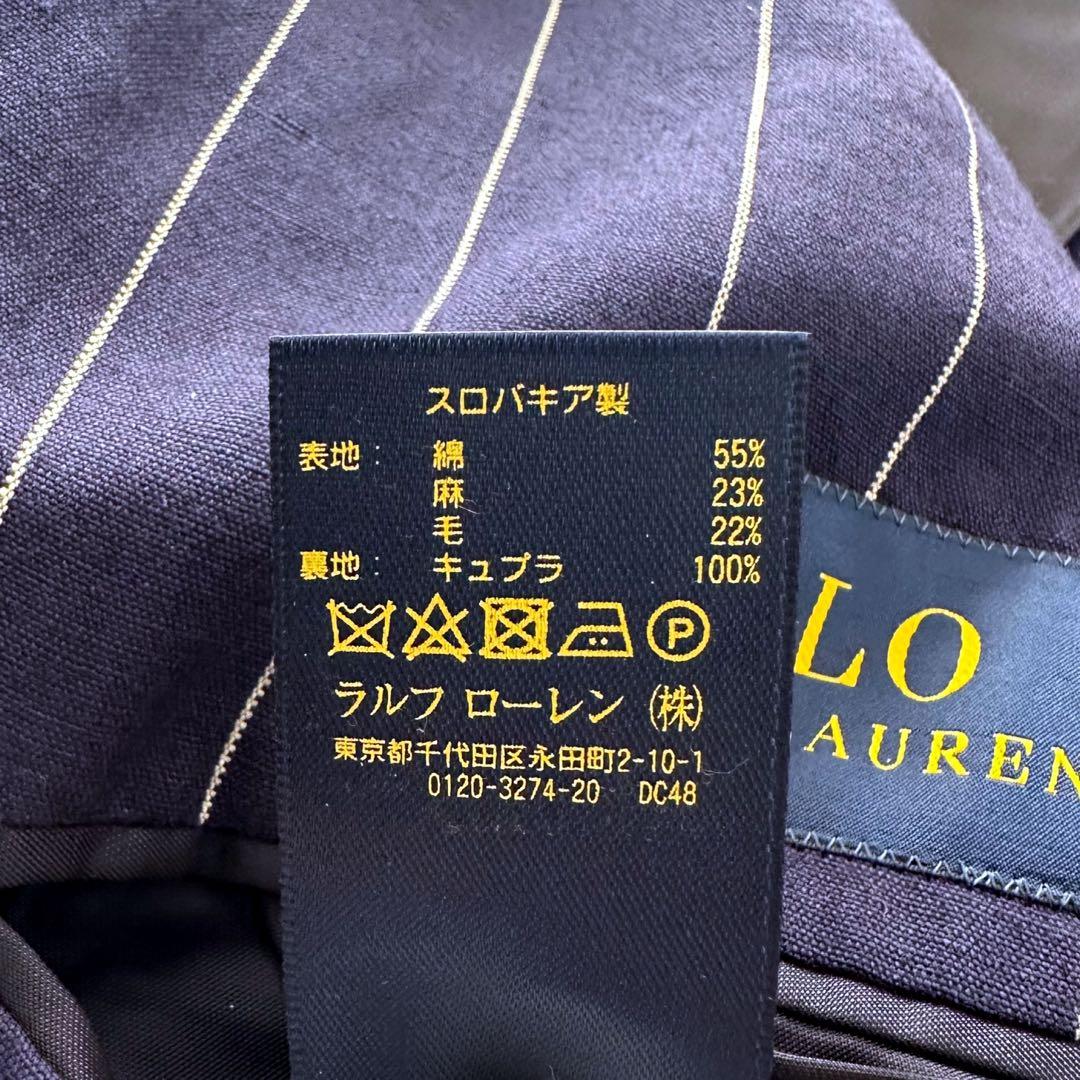 スロバキア製
表地： 綿 55%
麻 23%
毛 22%
裏地： キュプラ 100%
P
ラルフ ローレン (株)
東京都千代田区永田町2-10-1
0120-3274-20 DC48
LO
AUREN